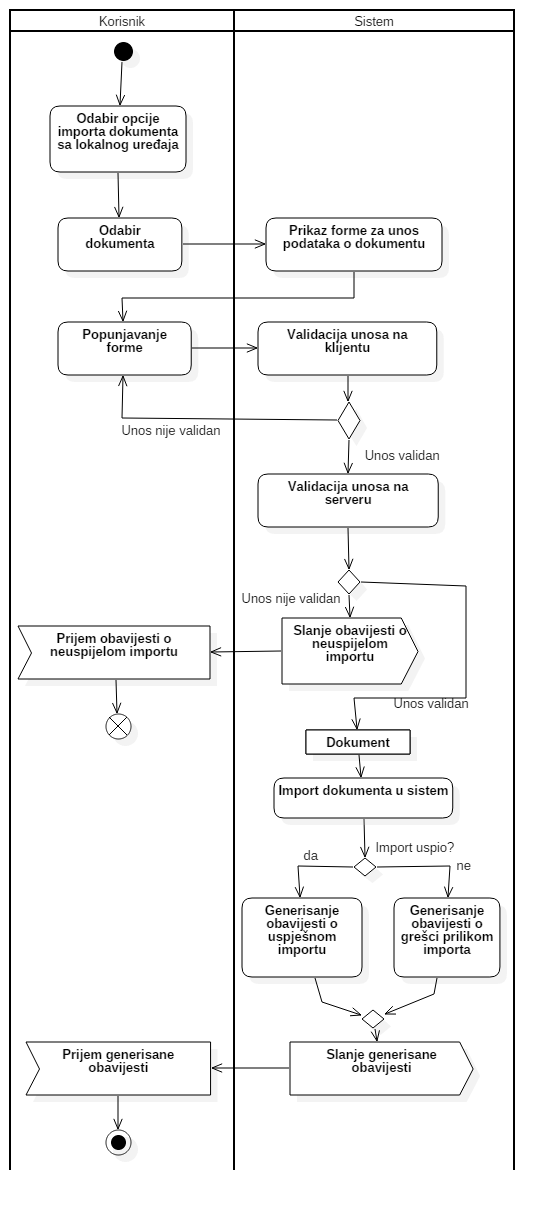 Korisnik
Sistem
Odabir opcije
importa dokumenta
sa lokalnog uređaja
Odabir
dokumenta
Prikaz forme za unos
podataka o dokumentu
Popunjavanje
forme
Validacija unosa na
klijentu
Unos nije validan
Unos validan
Validacija unosa na
serveru
Unos nije validan
Slanje obavijesti o
neuspijelom
importu
Prijem obavijesti o
neuspijelom importu
Unos validan
Dokument
Import dokumenta u sistem
Import uspio?
da
ne
Generisanje
obavijesti o
uspješnom
importu
Generisanje
obavijesti o
grešci prilikom
importa
Prijem generisane
obavijesti
Slanje generisane
obavijesti